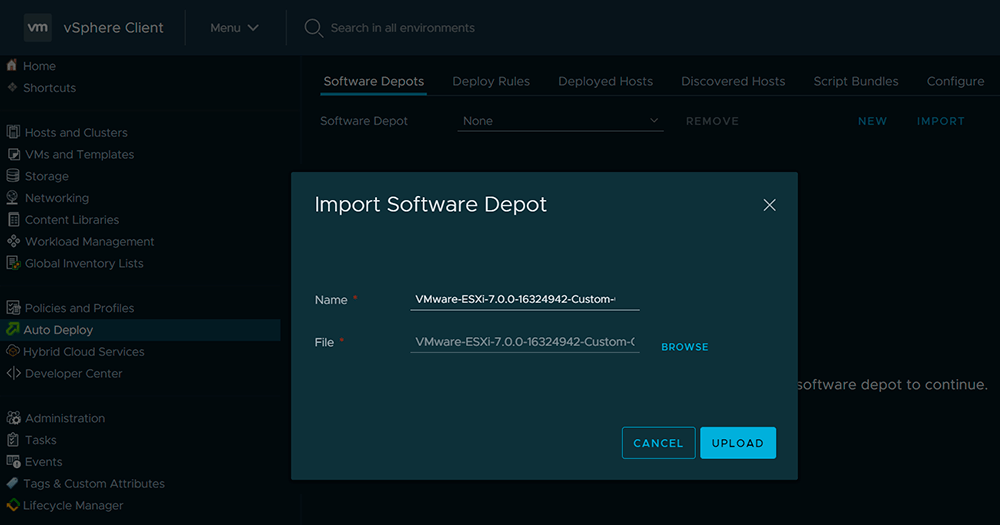 vm vSphere Client Menu Search in all environments
Home
Shortcuts
Hosts and Clusters
VMs and Templates
Storage
Networking
Content Libraries
Workload Management
Global Inventory Lists
Policies and Profiles
Auto Deploy
Hybrid Cloud Services
Developer Center
Administration
Tasks
Events
Tags & Custom Attributes
Lifecycle Manager
Software Depots Deploy Rules Deployed Hosts Discovered Hosts Script Bundles Configure
Software Depot None REMOVE NEW IMPORT
Import Software Depot
Name * VMware-ESXi-7.0.0-16324942-Custom-
File * VMware-ESXi-7.0.0-16324942-Custom- BROWSE
software depot to continue.
CANCEL UPLOAD